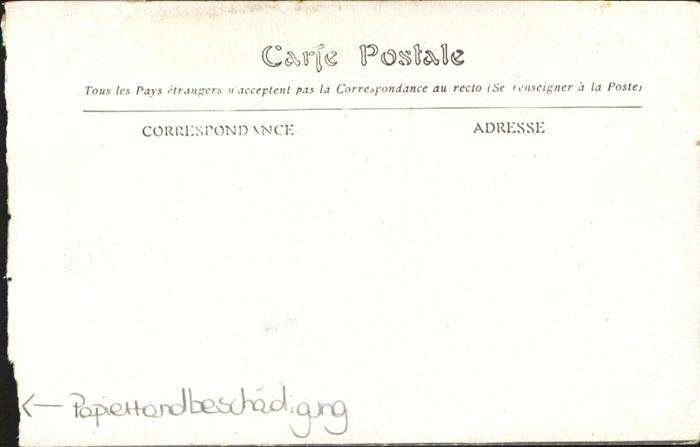 Carte Postale
Tous les Pays étrangers n'acceptent pas la Correspondance au recto (Se renseigner à la Poste)
CORRESPONDANCE
ADRESSE
← Papierrandbeschädigung